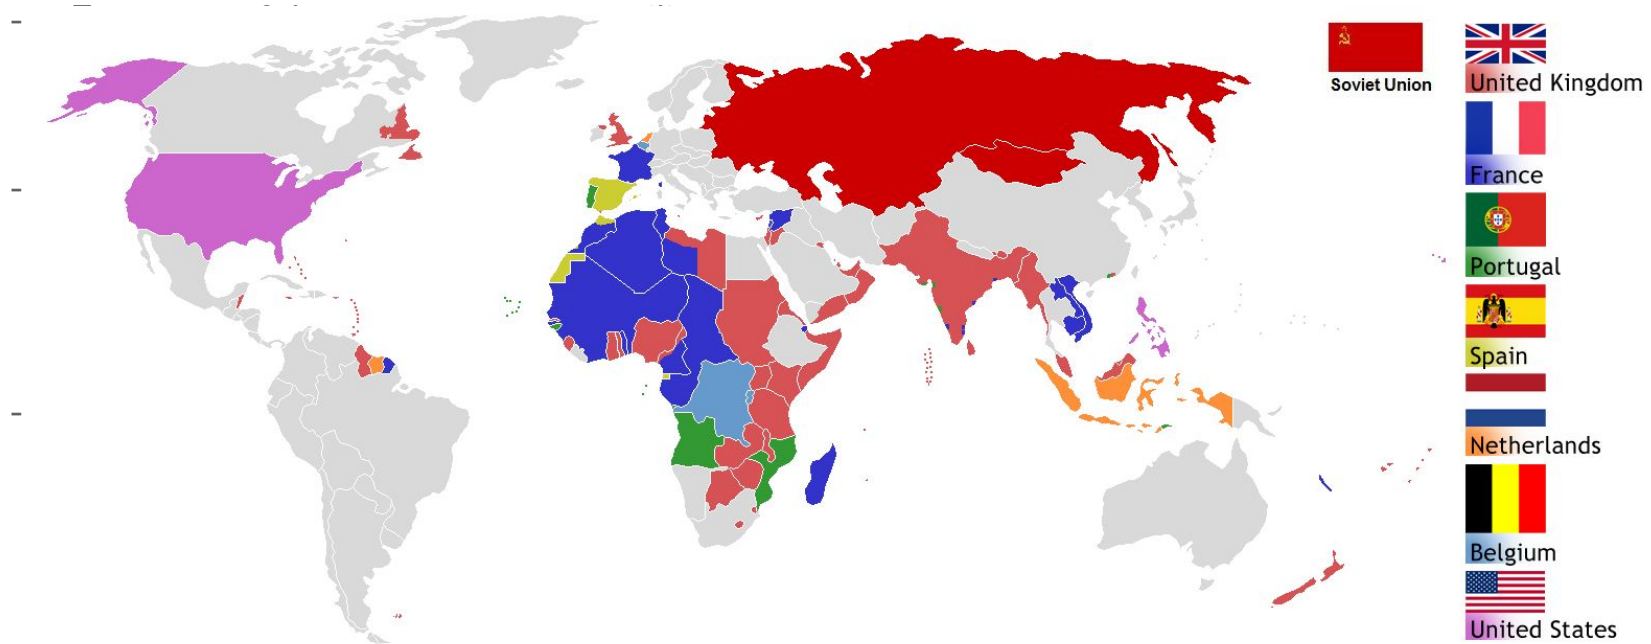 Soviet Union
United Kingdom
France
Portugal
Spain
Netherlands
Belgium
United States